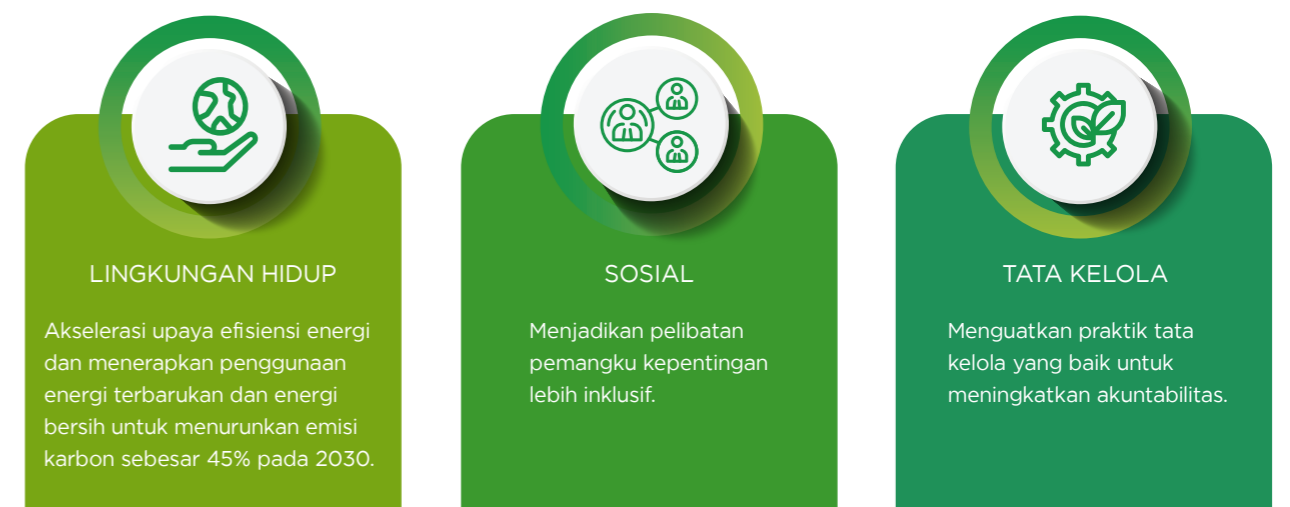 LINGKUNGAN HIDUP
Akselerasi upaya efisiensi energi
dan menerapkan penggunaan
energi terbarukan dan energi
bersih untuk menurunkan emisi
karbon sebesar 45% pada 2030.
SOSIAL
Menjadikan pelibatan
pemangku kepentingan
lebih inklusif.
TATA KELOLA
Menguatkan praktik tata
kelola yang baik untuk
meningkatkan akuntabilitas.